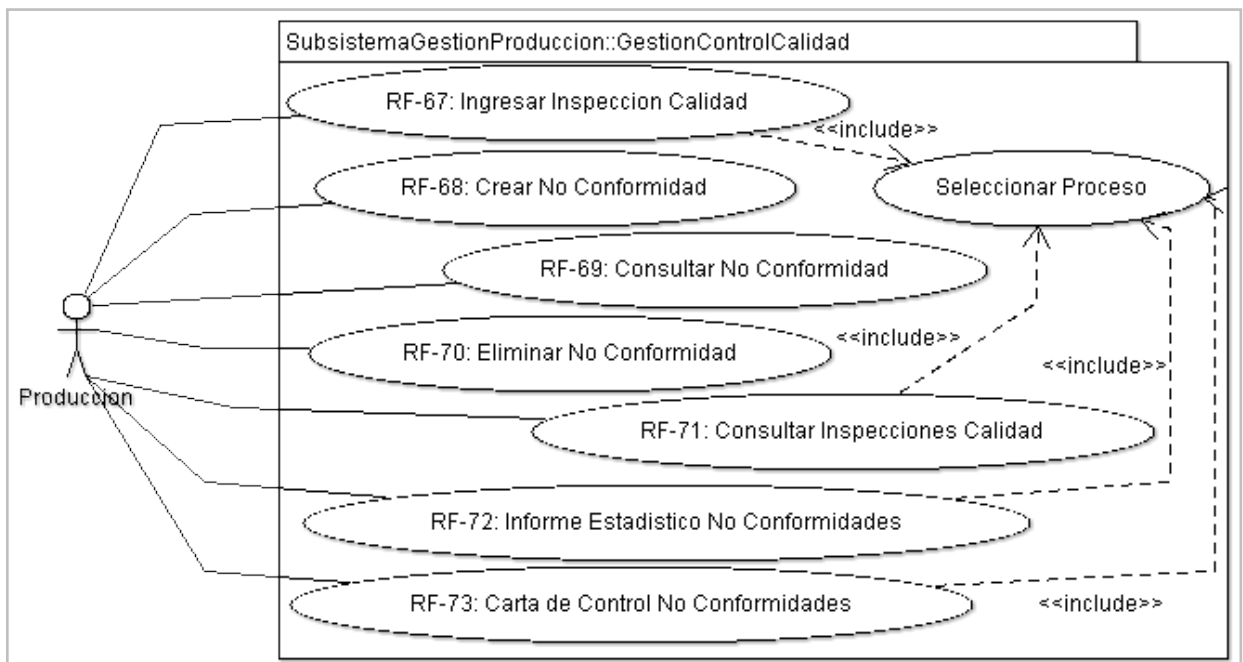 SubsistemaGestionProduccion::GestionControlCalidad
RF-67: Ingresar Inspeccion Calidad
<<include>>
RF-68: Crear No Conformidad
Seleccionar Proceso
RF-69: Consultar No Conformidad
<<include>>
RF-70: Eliminar No Conformidad
<<include>>
Produccion
RF-71: Consultar Inspecciones Calidad
RF-72: Informe Estadistico No Conformidades
RF-73: Carta de Control No Conformidades
<<include>>